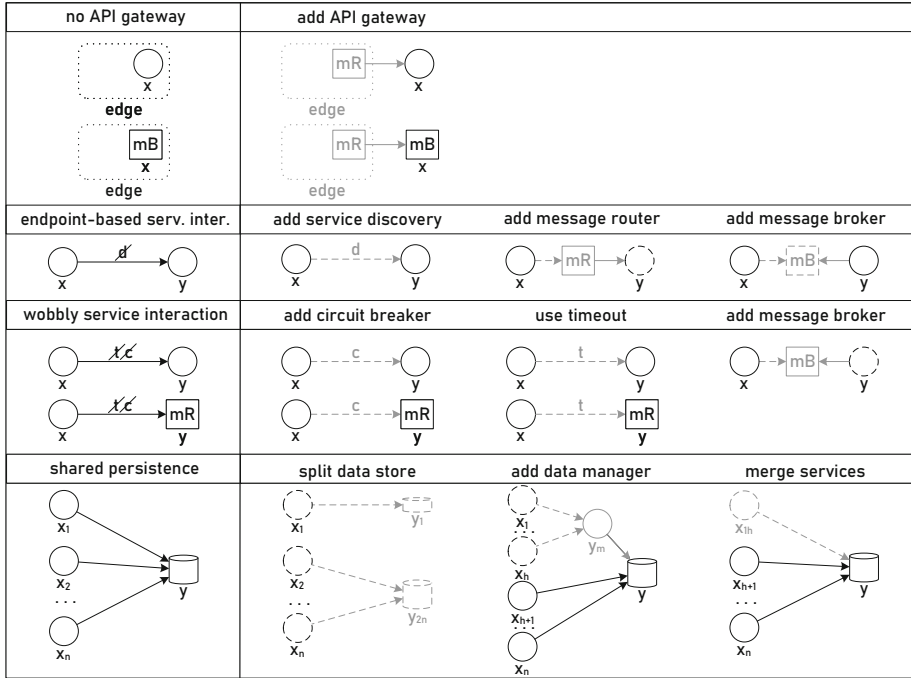 no API gateway
add API gateway
x
edge
mB
x
edge
mR
x
edge
mR
mB
x
edge
endpoint-based serv. inter.
add service discovery
add message router
add message broker
d
x
y
d
x
y
mR
x
y
mB
x
y
wobbly service interaction
add circuit breaker
use timeout
add message broker
t/c
x
y
t/c
mR
x
y
c
x
y
c
mR
x
y
t
x
y
t
mR
x
y
mB
x
y
shared persistence
split data store
add data manager
merge services
x1
x2
...
xn
y
x1
y1
x2
...
xn
y2n
x1
...
xh
ym
xh+1
...
xn
y
x1h
xh+1
...
xn
y